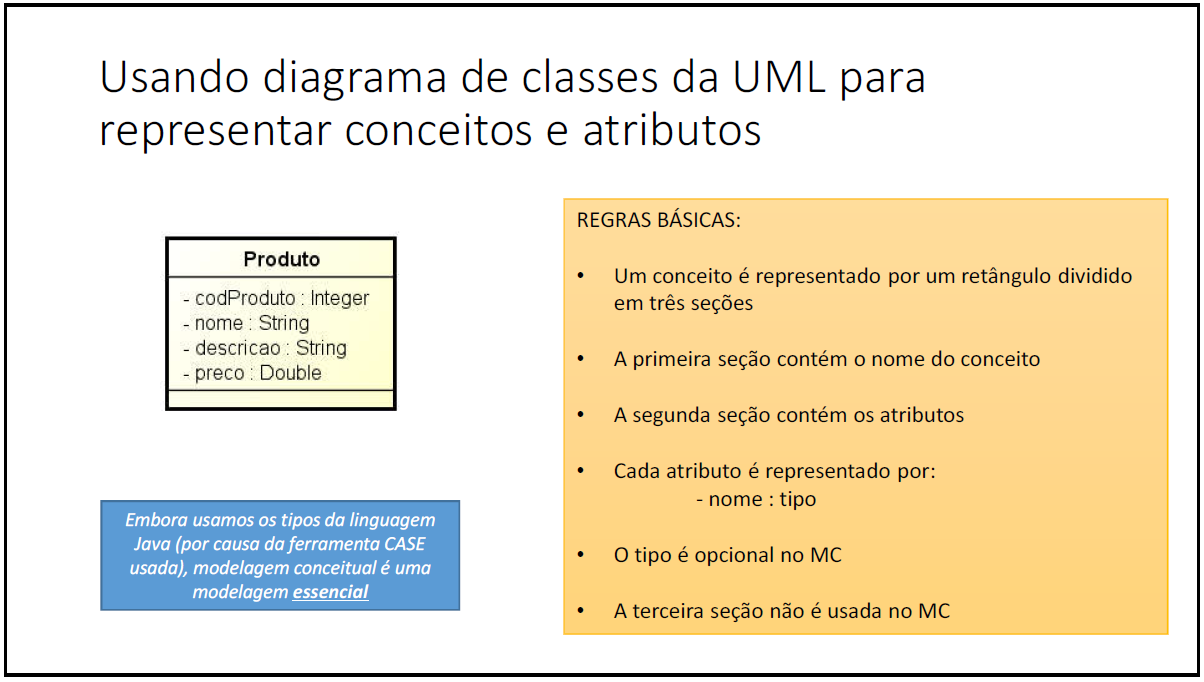 Usando diagrama de classes da UML para
representar conceitos e atributos
Produto
- codProduto : Integer
- nome : String
- descricao : String
- preco : Double
Embora usamos os tipos da linguagem
Java (por causa da ferramenta CASE
usada), modelagem conceitual é uma
modelagem essencial
REGRAS BÁSICAS:
• Um conceito é representado por um retângulo dividido
em três seções
• A primeira seção contém o nome do conceito
• A segunda seção contém os atributos
• Cada atributo é representado por:
- nome : tipo
• O tipo é opcional no MC
• A terceira seção não é usada no MC